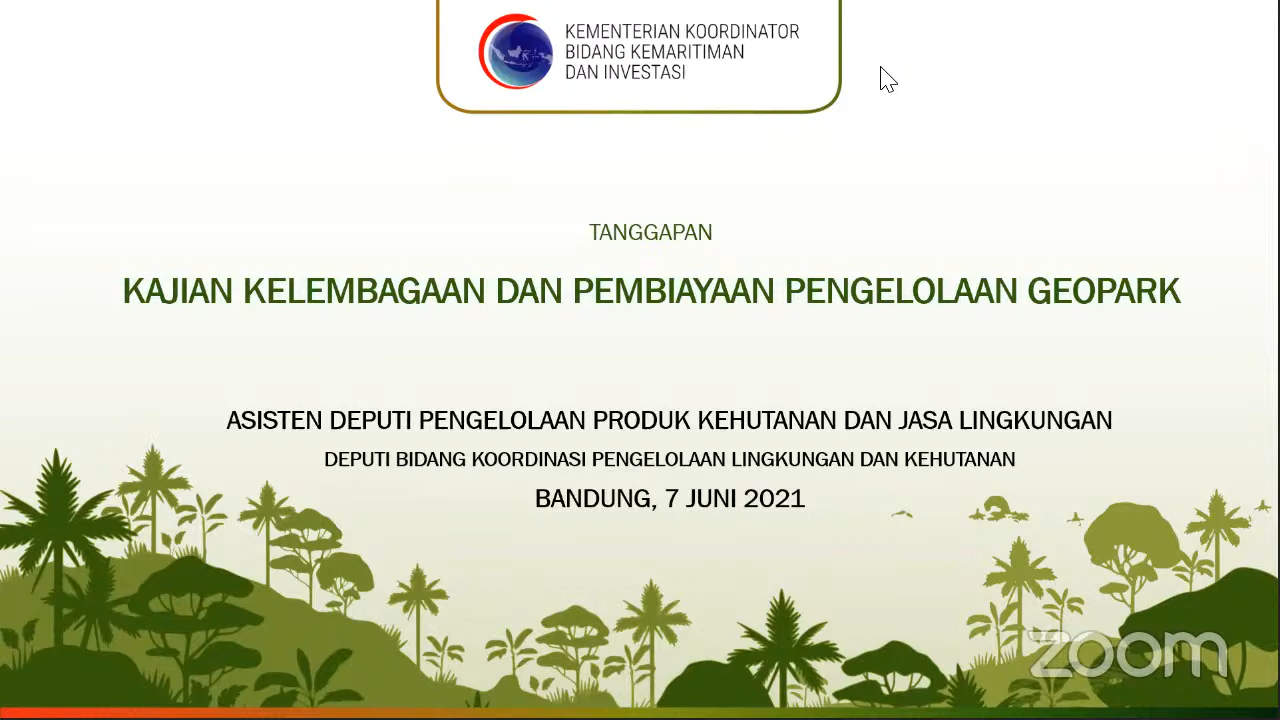 KEMENTERIAN KOORDINATOR
BIDANG KEMARITIMAN
DAN INVESTASI
TANGGAPAN
KAJIAN KELEMBAGAAN DAN PEMBIAYAAN PENGELOLAAN GEOPARK
ASISTEN DEPUTI PENGELOLAAN PRODUK KEHUTANAN DAN JASA LINGKUNGAN
DEPUTI BIDANG KOORDINASI PENGELOLAAN LINGKUNGAN DAN KEHUTANAN
BANDUNG, 7 JUNI 2021
zoom